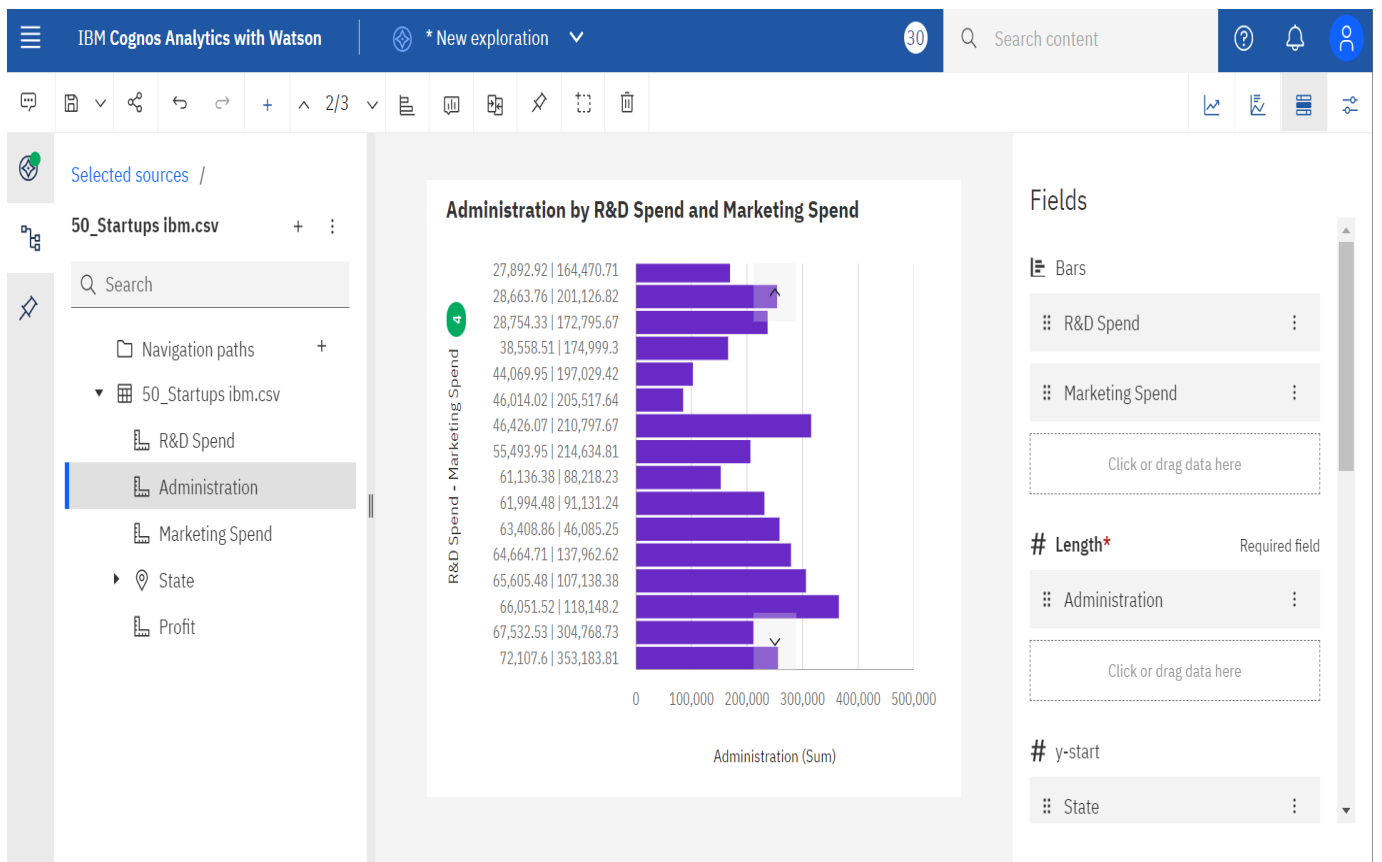 IBM Cognos Analytics with Watson
* New exploration
30
Search content
2/3
Selected sources /
50_Startups ibm.csv
Search
Navigation paths
50_Startups ibm.csv
R&D Spend
Administration
Marketing Spend
State
Profit
Administration by R&D Spend and Marketing Spend
4
R&D Spend - Marketing Spend
27,892.92 | 164,470.71
28,663.76 | 201,126.82
28,754.33 | 172,795.67
38,558.51 | 174,999.3
44,069.95 | 197,029.42
46,014.02 | 205,517.64
46,426.07 | 210,797.67
55,493.95 | 214,634.81
61,136.38 | 88,218.23
61,994.48 | 91,131.24
63,408.86 | 46,085.25
64,664.71 | 137,962.62
65,605.48 | 107,138.38
66,051.52 | 118,148.2
67,532.53 | 304,768.73
72,107.6 | 353,183.81
0 100,000 200,000 300,000 400,000 500,000
Administration (Sum)
Fields
Bars
R&D Spend
Marketing Spend
Click or drag data here
# Length* Required field
Administration
Click or drag data here
# y-start
State